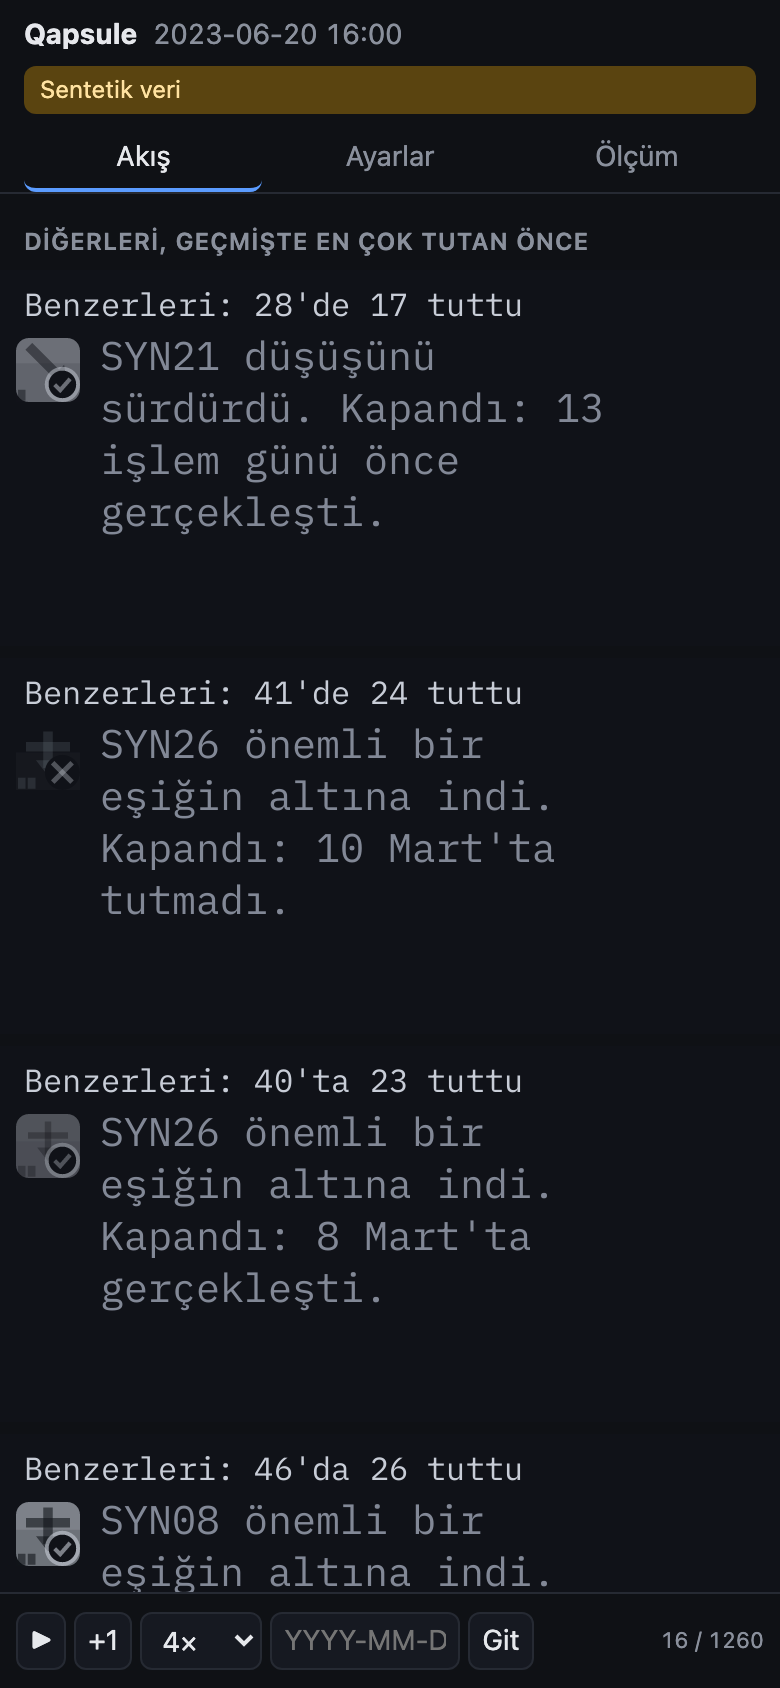 Qapsule 2023-06-20 16:00
Sentetik veri
Akış Ayarlar Ölçüm
DİĞERLERİ, GEÇMİŞTE EN ÇOK TUTAN ÖNCE
Benzerleri: 28'de 17 tuttu
SYN21 düşüşünü
sürdürdü. Kapandı: 13
işlem günü önce
gerçekleşti.
Benzerleri: 41'de 24 tuttu
SYN26 önemli bir
eşiğin altına indi.
Kapandı: 10 Mart'ta
tutmadı.
Benzerleri: 40'ta 23 tuttu
SYN26 önemli bir
eşiğin altına indi.
Kapandı: 8 Mart'ta
gerçekleşti.
Benzerleri: 46'da 26 tuttu
SYN08 önemli bir
eşiğin altına indi.
+1 4× YYYY-MM-D Git 16 / 1260